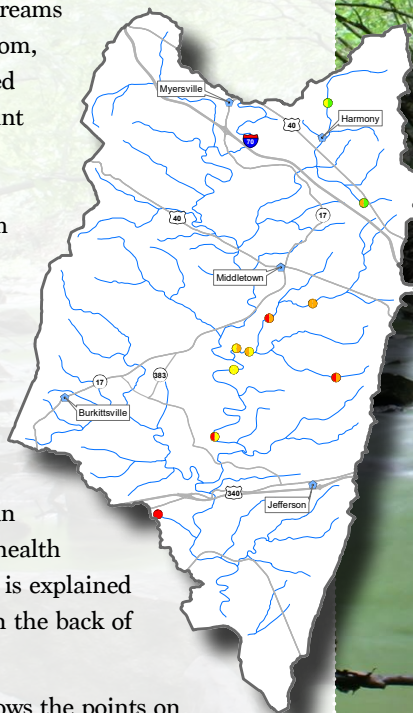 reams
om,
ed
nt
n
n
health
is explained
n the back of
ows the points on
Myersville
40
Harmony
70
17
40
Middletown
383
17
Burkittsville
340
Jefferson